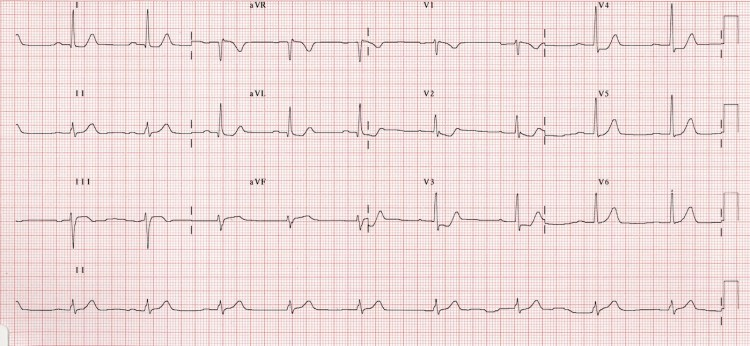 I aVR V1 V4
II aVL V2 V5
III aVF V3 V6
II